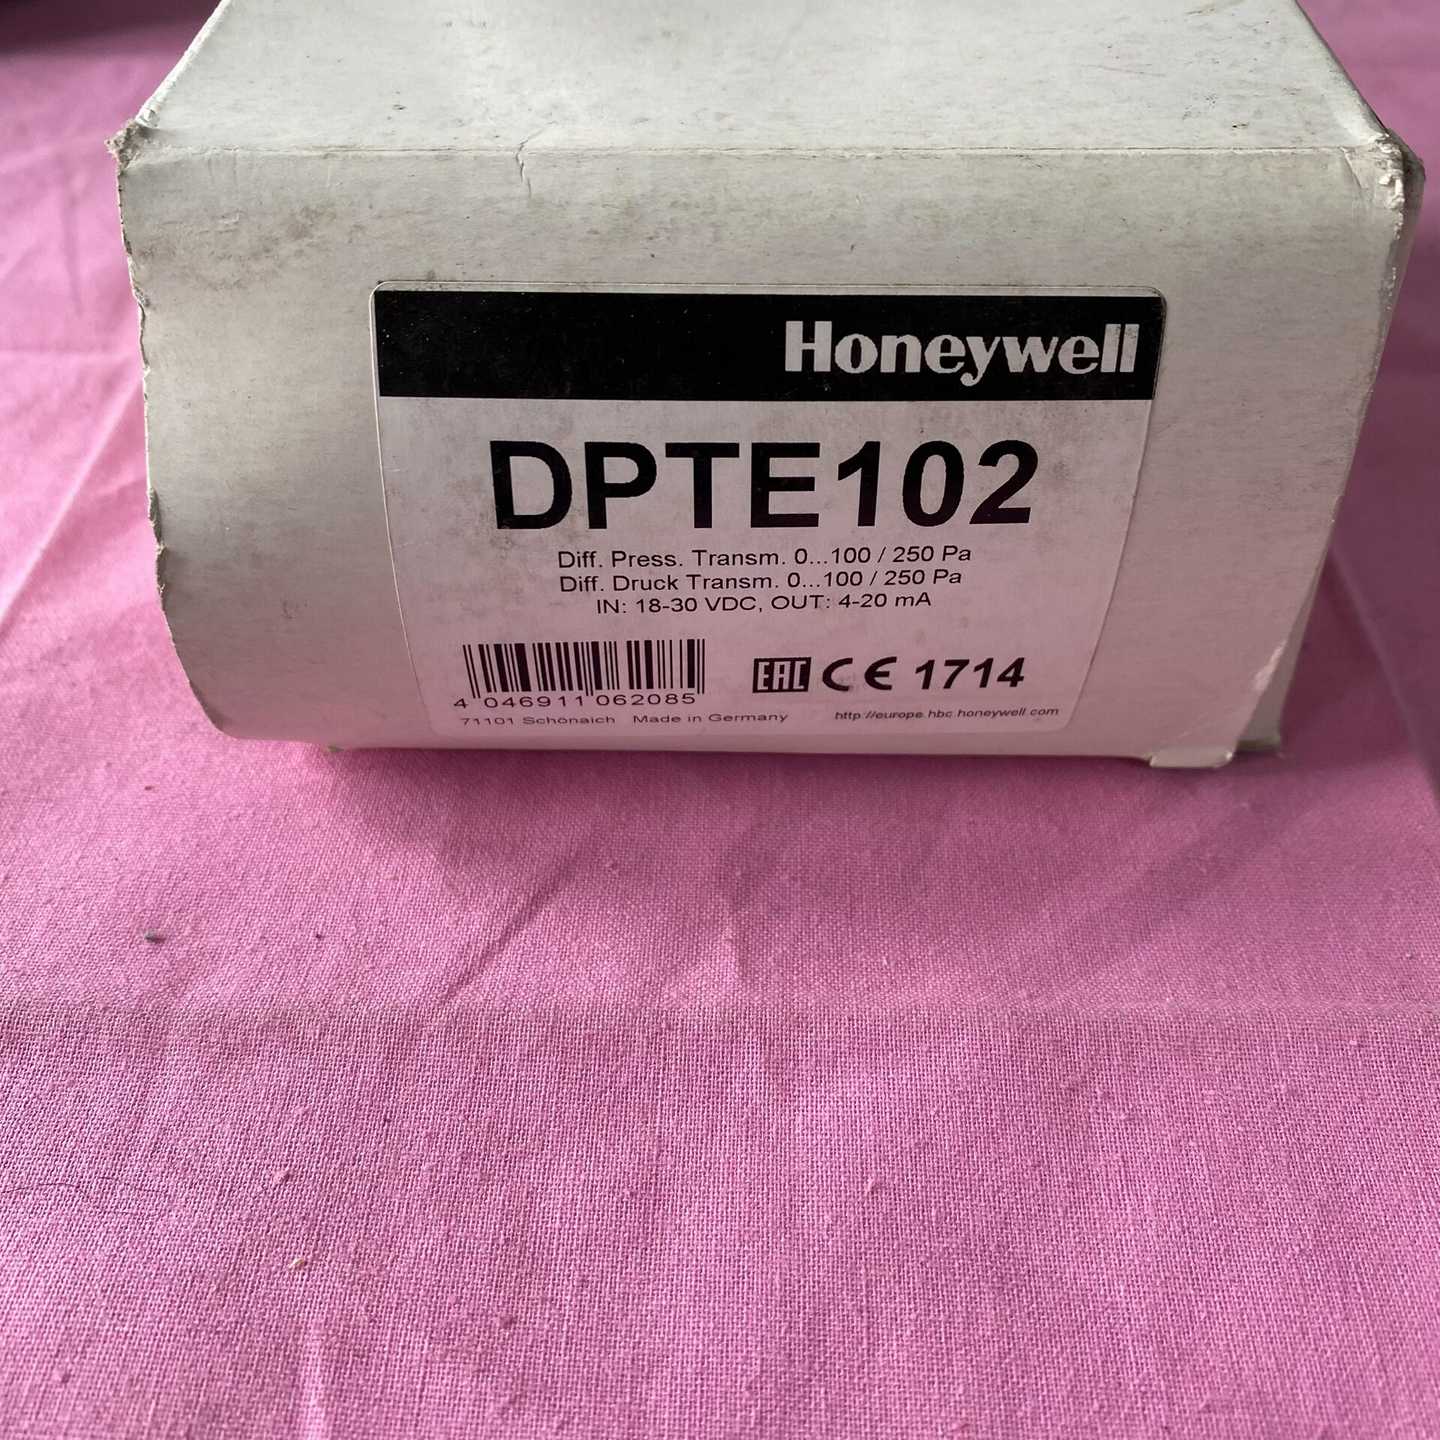 Honeywell
DPTE102
Diff. Press. Transm. 0...100 / 250 Pa
Diff. Druck Transm. 0...100 / 250 Pa
IN: 18-30 VDC, OUT: 4-20 mA
EAC CE 1714
4 046911 062085
71101 Schönaich Made in Germany http://europe.hbc.honeywell.com